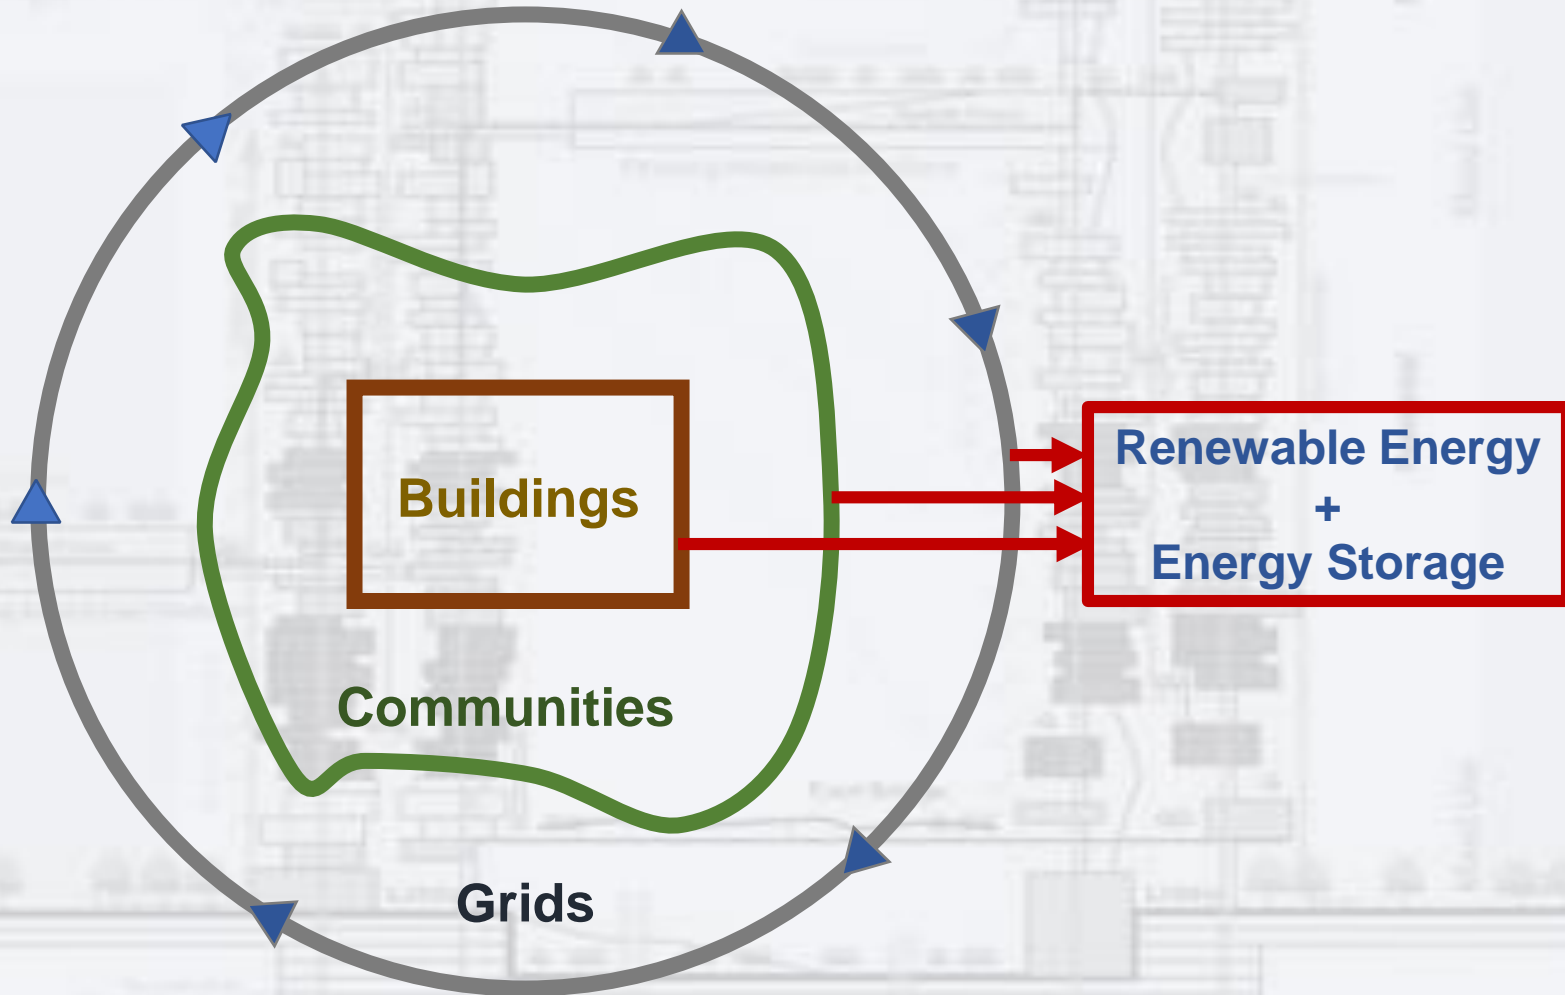 Buildings
Communities
Grids
Renewable Energy
+
Energy Storage